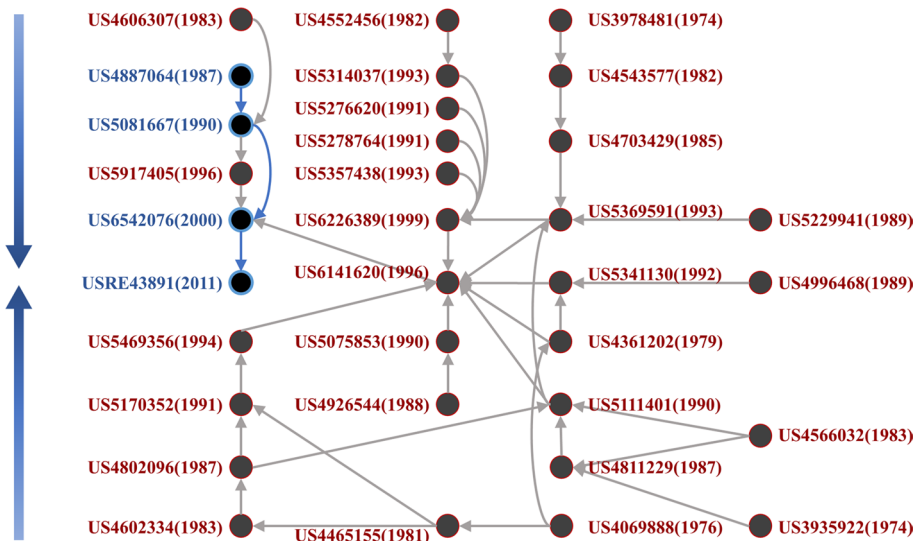 US4606307(1983) US4552456(1982) US3978481(1974)
US4887064(1987) US5314037(1993) US4543577(1982)
US5276620(1991)
US5081667(1990)
US5278764(1991) US4703429(1985)
US5917405(1996) US5357438(1993)
US6542076(2000) US6226389(1999) US5369591(1993) US5229941(1989)
USRE43891(2011) US6141620(1996) US5341130(1992) US4996468(1989)
US5469356(1994) US5075853(1990) US4361202(1979)
US5170352(1991) US4926544(1988) US5111401(1990)
US4566032(1983)
US4802096(1987) US4811229(1987)
US4602334(1983) US4465155(1981) US4069888(1976) US3935922(1974)